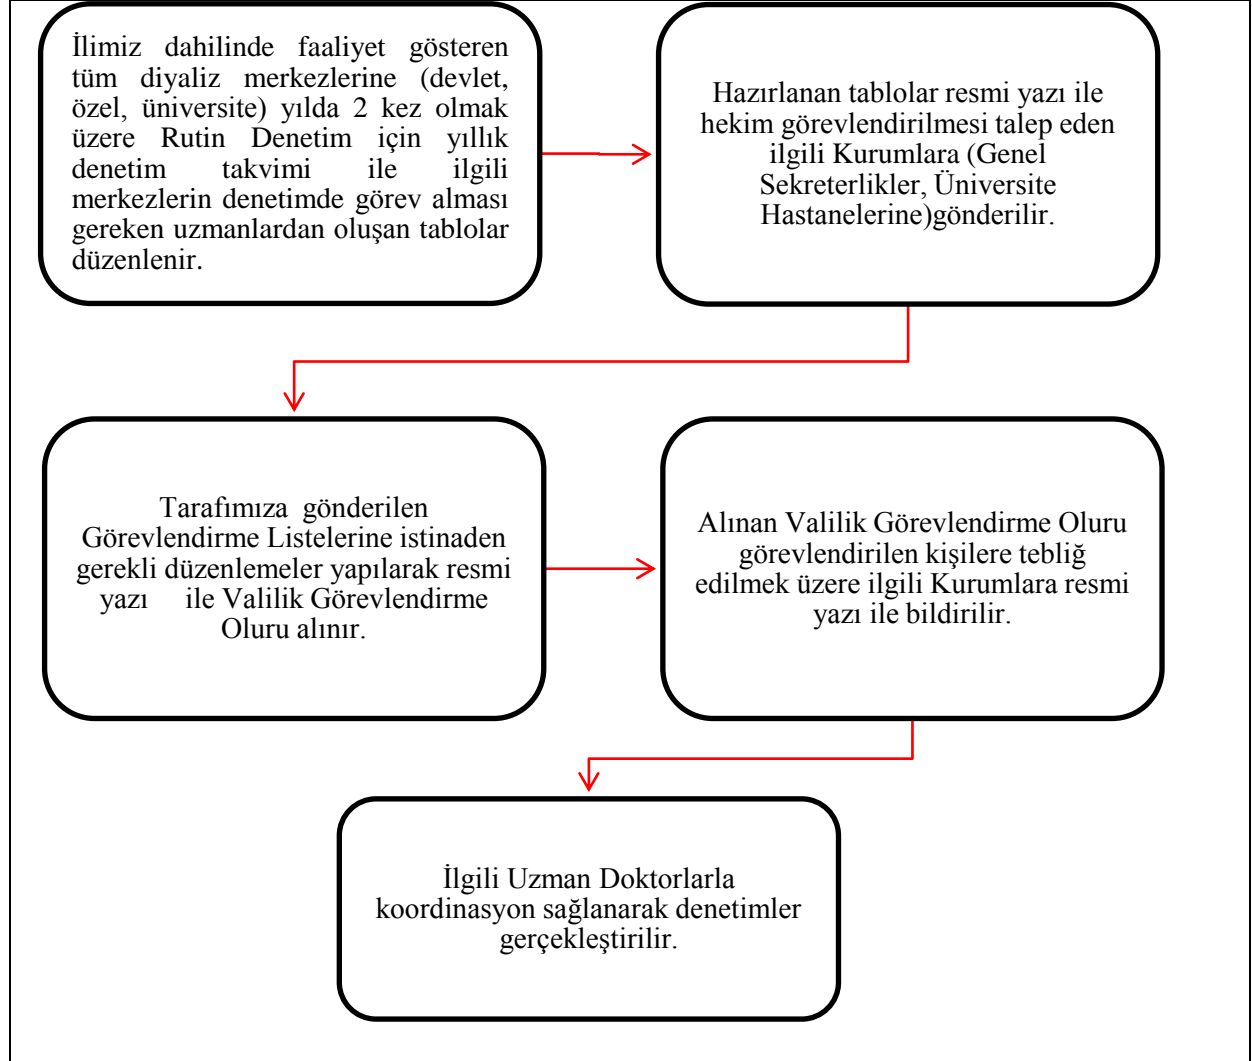 İlimiz dahilinde faaliyet gösteren
tüm diyaliz merkezlerine (devlet,
özel, üniversite) yılda 2 kez olmak
üzere Rutin Denetim için yıllık
denetim takvimi ile ilgili
merkezlerin denetimde görev alması
gereken uzmanlardan oluşan tablolar
düzenlenir.
Hazırlanan tablolar resmi yazı ile
hekim görevlendirilmesi talep eden
ilgili Kurumlara (Genel
Sekreterlikler, Üniversite
Hastanelerine)gönderilir.
Tarafımıza gönderilen
Görevlendirme Listelerine istinaden
gerekli düzenlemeler yapılarak resmi
yazı ile Valilik Görevlendirme
Oluru alınır.
Alınan Valilik Görevlendirme Oluru
görevlendirilen kişilere tebliğ
edilmek üzere ilgili Kurumlara resmi
yazı ile bildirilir.
İlgili Uzman Doktorlarla
koordinasyon sağlanarak denetimler
gerçekleştirilir.